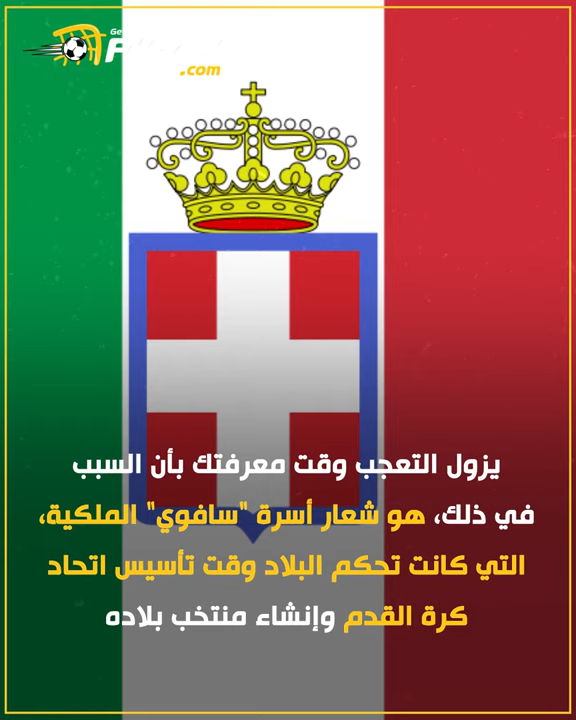 Ge
F
.com
يزول التعجب وقت معرفتك بأن السبب
في ذلك، هو شعار أسرة "سافوي" الملكية،
التي كانت تحكم البلاد وقت تأسيس اتحاد
كرة القدم وإنشاء منتخب بلاده